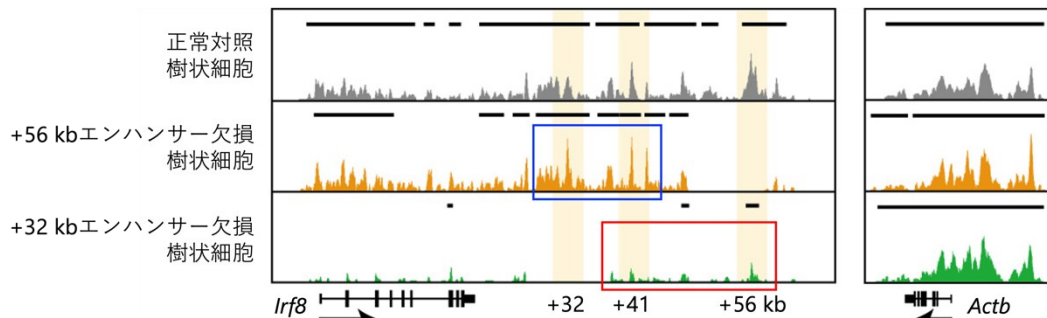 正常対照
樹状細胞
+56 kbエンハンサー欠損
樹状細胞
+32 kbエンハンサー欠損
樹状細胞
Irf8 +32 +41 +56 kb Actb